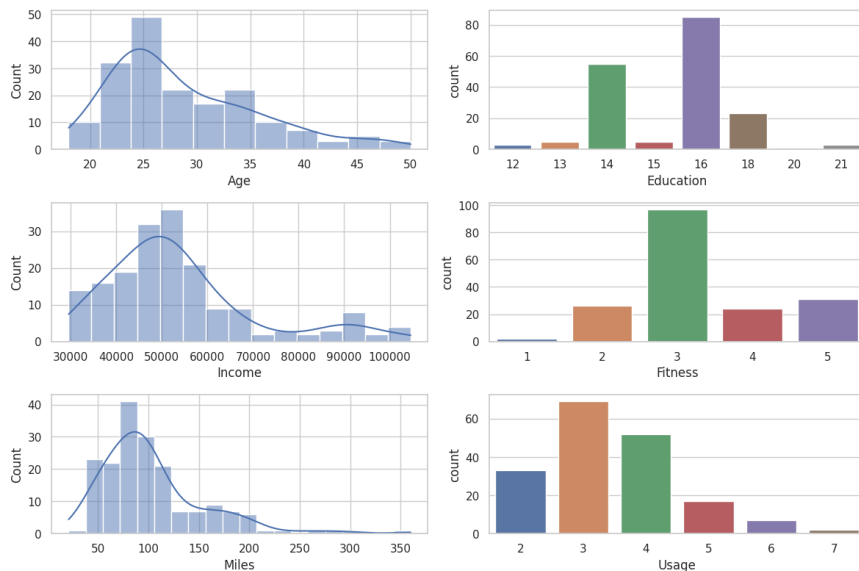 50
40
30
20
10
0
Count
20 25 30 35 40 45 50
Age
80
60
40
20
0
count
12 13 14 15 16 18 20 21
Education
30
20
10
0
Count
30000 40000 50000 60000 70000 80000 90000 100000
Income
100
80
60
40
20
0
count
1 2 3 4 5
Fitness
40
30
20
10
0
Count
50 100 150 200 250 300 350
Miles
60
40
20
0
count
2 3 4 5 6 7
Usage